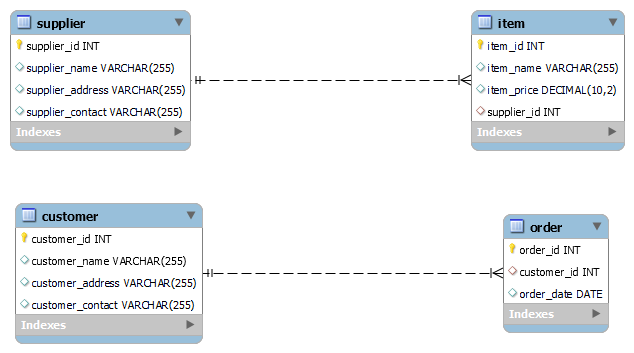 supplier
supplier_id INT
supplier_name VARCHAR(255)
supplier_address VARCHAR(255)
supplier_contact VARCHAR(255)
Indexes
item
item_id INT
item_name VARCHAR(255)
item_price DECIMAL(10,2)
supplier_id INT
Indexes
customer
customer_id INT
customer_name VARCHAR(255)
customer_address VARCHAR(255)
customer_contact VARCHAR(255)
Indexes
order
order_id INT
customer_id INT
order_date DATE
Indexes